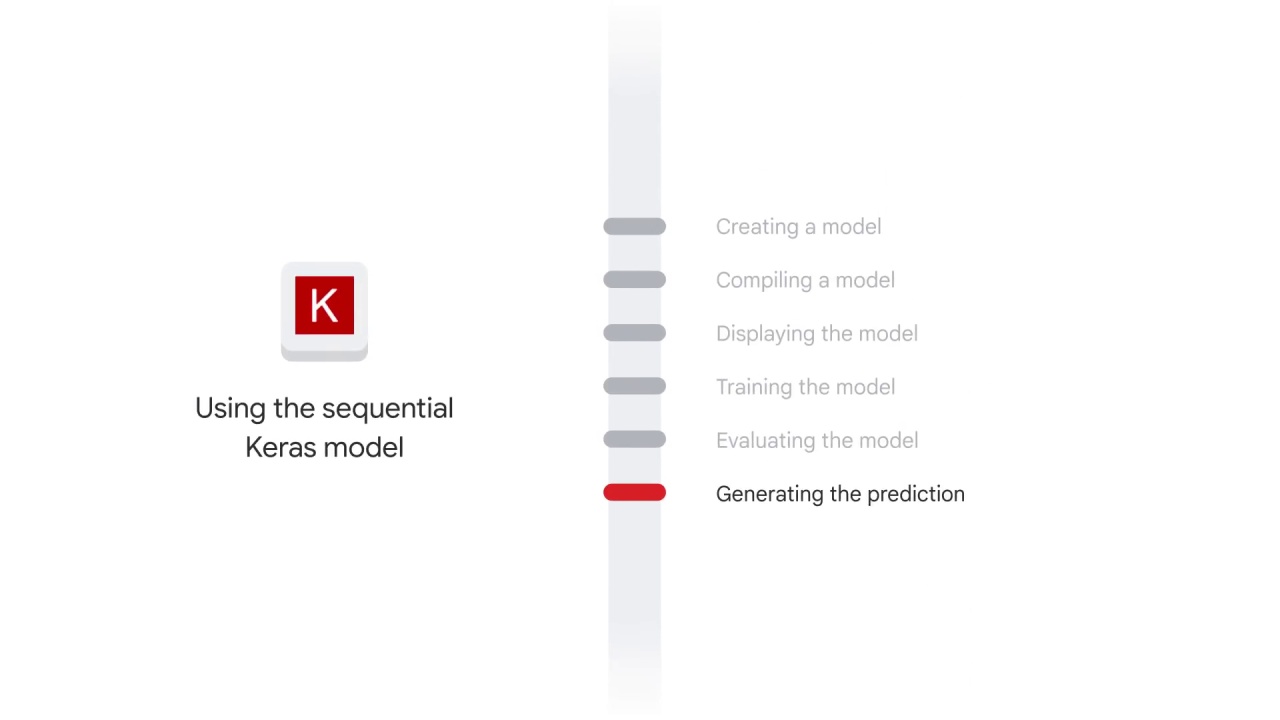 K
Using the sequential
Keras model
Creating a model
Compiling a model
Displaying the model
Training the model
Evaluating the model
Generating the prediction